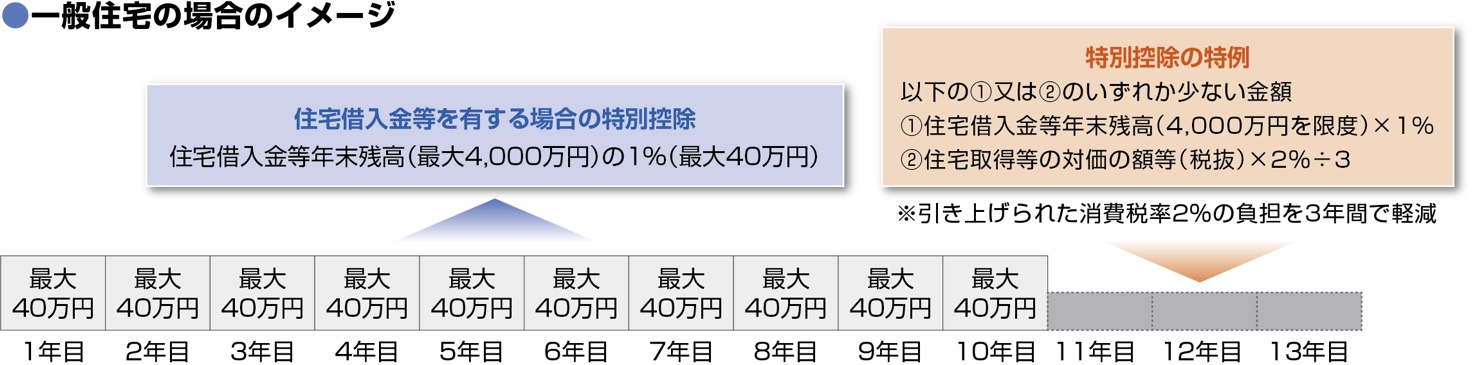 ●一般住宅の場合のイメージ
住宅借入金等を有する場合の特別控除
住宅借入金等年末残高(最大4,000万円)の1%(最大40万円)
特別控除の特例
以下の①又は②のいずれか少ない金額
①住宅借入金等年末残高(4,000万円を限度)×1%
②住宅取得等の対価の額等(税抜)×2%÷3
※引き上げられた消費税率2%の負担を3年間で軽減
最大 最大 最大 最大 最大 最大 最大 最大 最大 最大
40万円 40万円 40万円 40万円 40万円 40万円 40万円 40万円 40万円 40万円
1年目 2年目 3年目 4年目 5年目 6年目 7年目 8年目 9年目 10年目 11年目 12年目 13年目